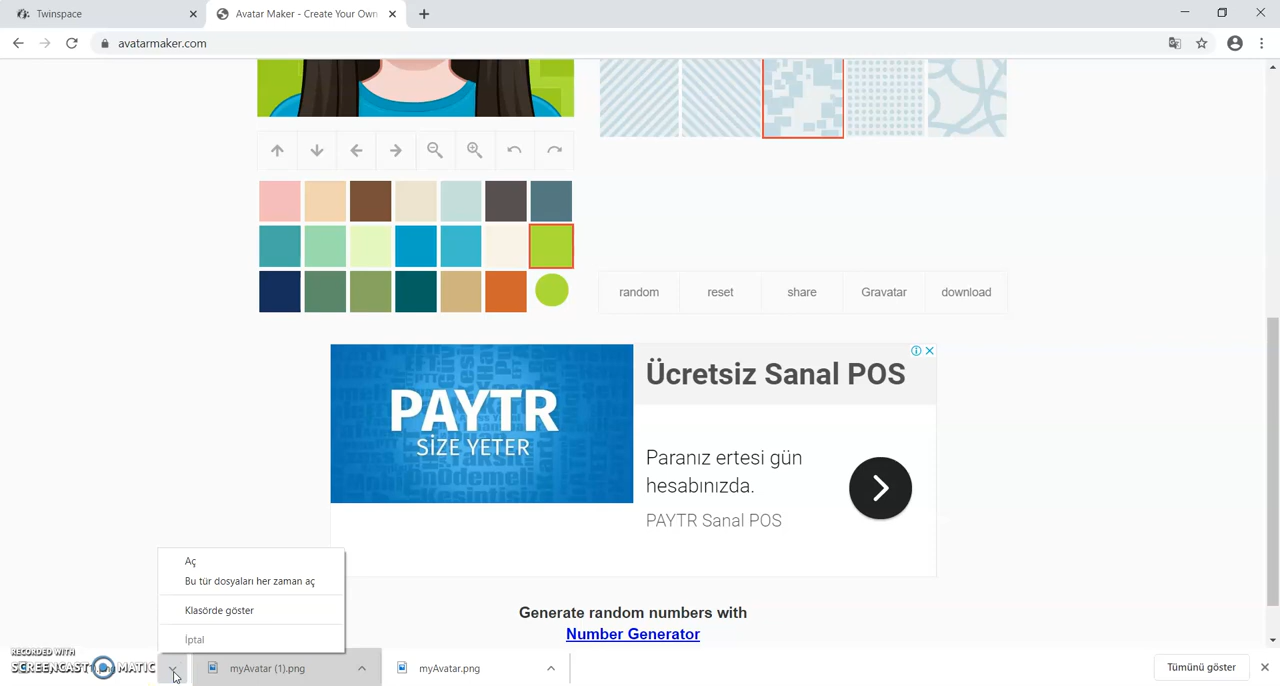 Twinspace
Avatar Maker - Create Your Own
avatarmaker.com
random
reset
share
Gravatar
download
PAYTR
SİZE YETER
Ücretsiz Sanal POS
Paranız ertesi gün
hesabınızda.
PAYTR Sanal POS
Aç
Bu tür dosyaları her zaman aç
Klasörde göster
İptal
Generate random numbers with
Number Generator
RECORDED WITH
SCREENCAST MATIC
myAvatar (1).png
myAvatar.png
Tümünü göster